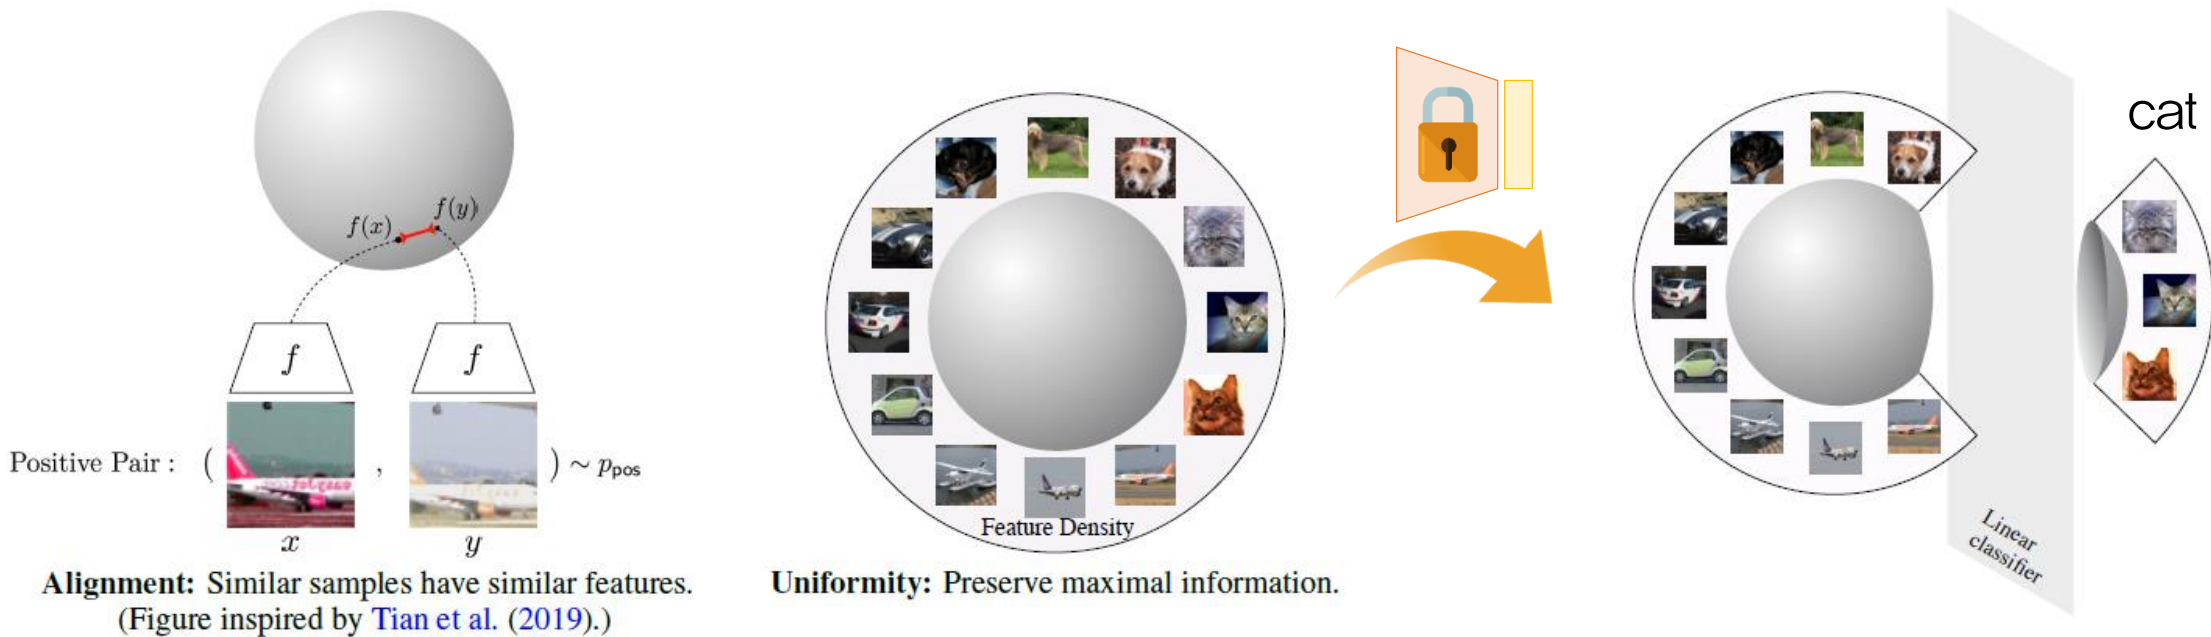 f(x)
f(y)
f
f
Positive Pair : ( , ) ∼ p_pos
x
y
Alignment: Similar samples have similar features.
(Figure inspired by Tian et al. (2019).)
Feature Density
Uniformity: Preserve maximal information.
cat
Linear
classifier